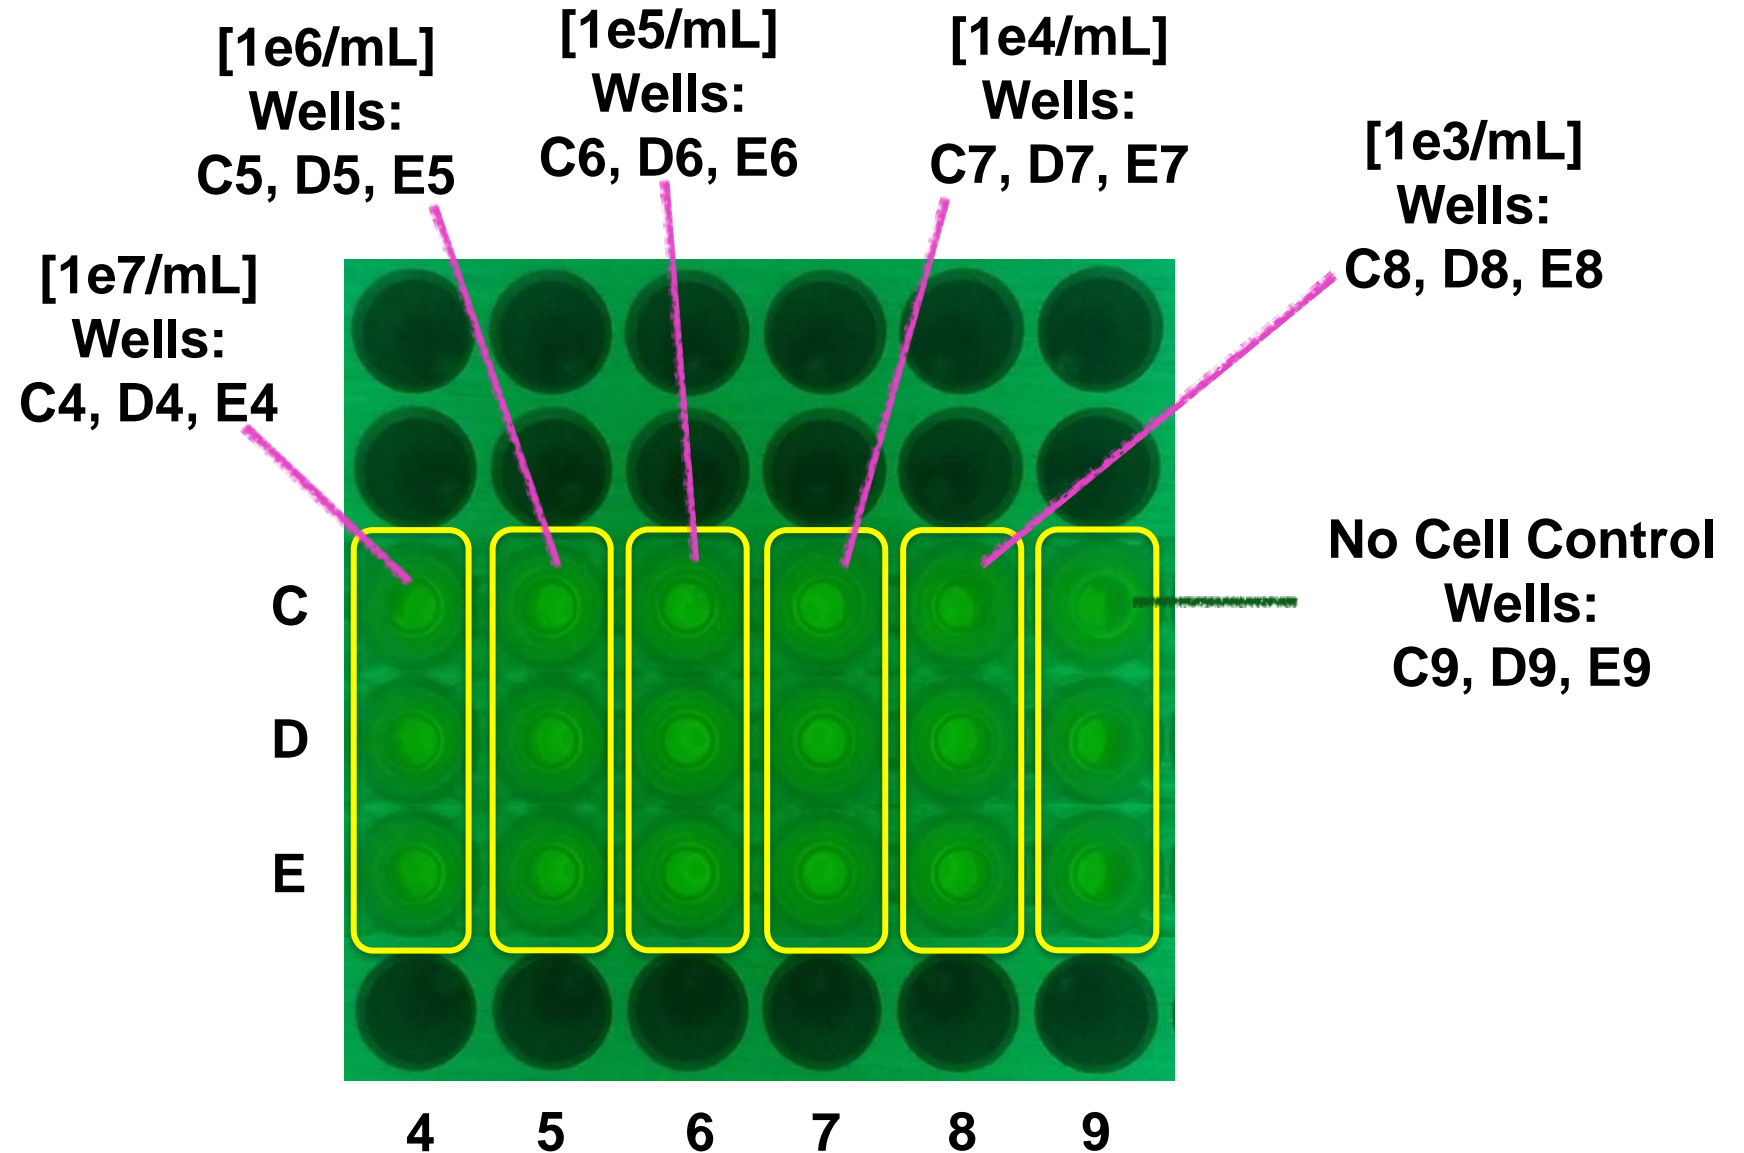 [1e7/mL]
Wells:
C4, D4, E4
[1e6/mL]
Wells:
C5, D5, E5
[1e5/mL]
Wells:
C6, D6, E6
[1e4/mL]
Wells:
C7, D7, E7
[1e3/mL]
Wells:
C8, D8, E8
No Cell Control
Wells:
C9, D9, E9
C
D
E
4 5 6 7 8 9